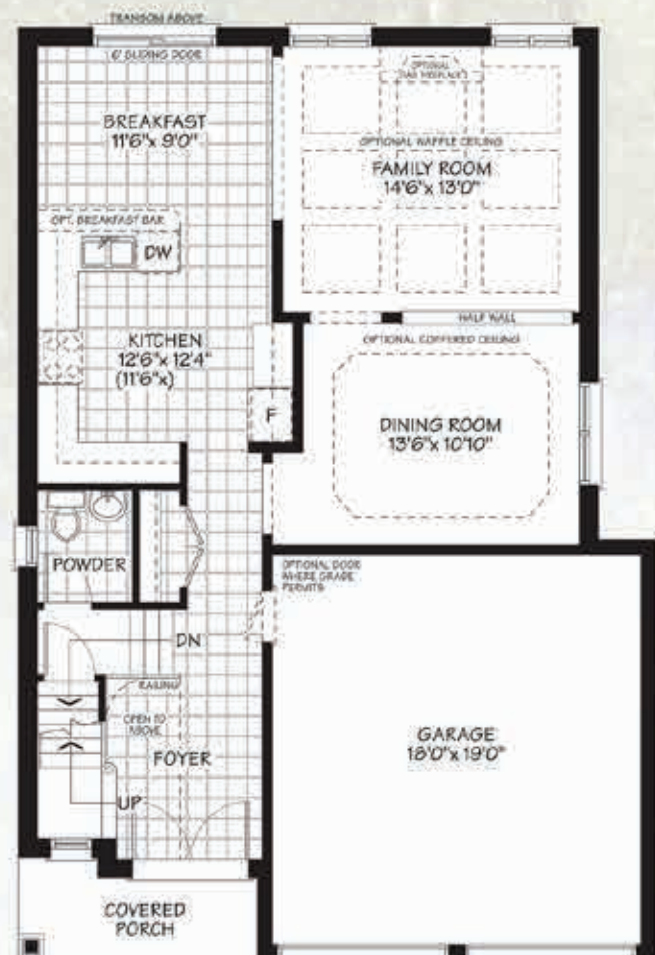 TRANSOM ABOVE
6' SLIDING DOOR
BREAKFAST
11'6"x 9'0"
OPTIONAL
GAS FIREPLACE
OPTIONAL WAFFLE CEILING
FAMILY ROOM
14'6"x 13'0"
OPT. BREAKFAST BAR
DW
HALF WALL
KITCHEN
12'6"x 12'4"
(11'6"x)
OPTIONAL COFFERED CEILING
F
DINING ROOM
13'6"x 10'10"
POWDER
OPTIONAL DOOR
WHERE GRADE
PERMITS
DN
RAILING
OPEN TO
ABOVE
FOYER
GARAGE
18'0"x 19'0"
UP
COVERED
PORCH